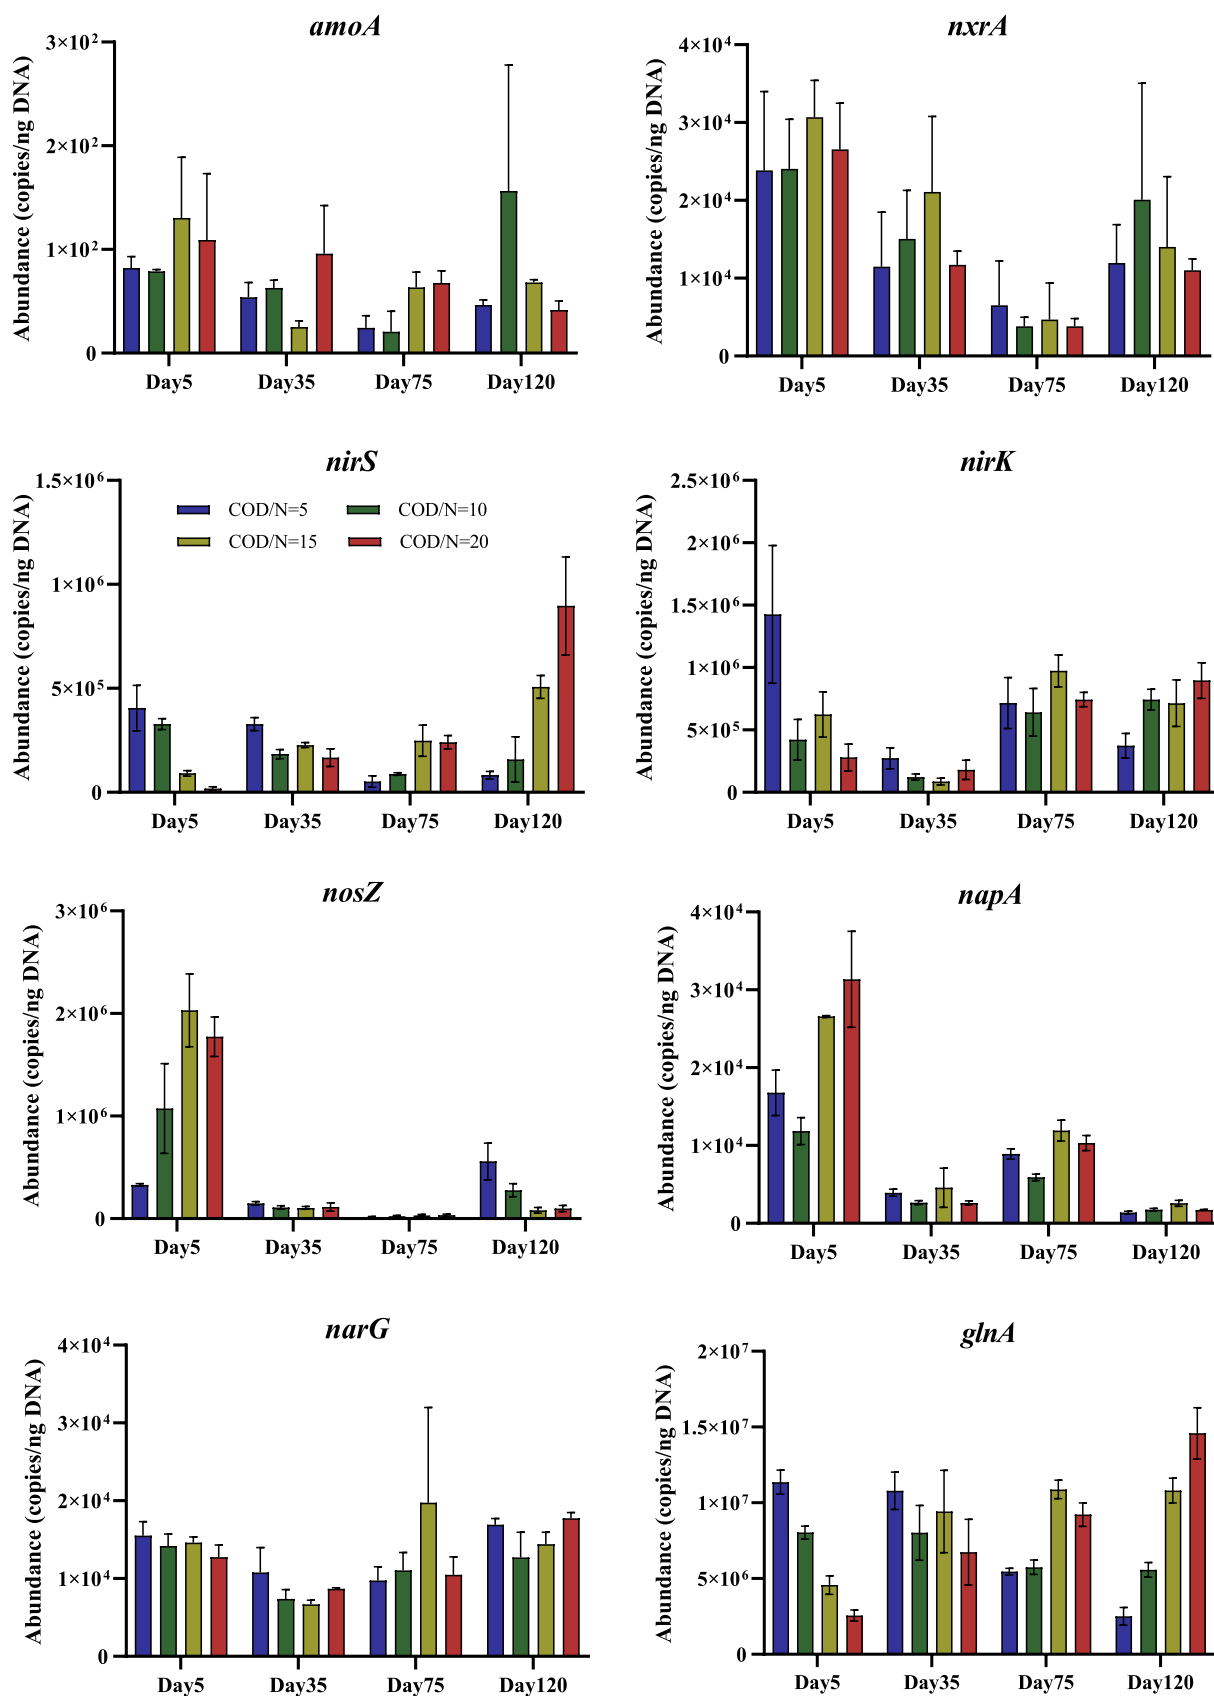 amoA
Abundance (copies/ng DNA)
3×10²
2×10²
1×10²
0
Day5 Day35 Day75 Day120
nxrA
Abundance (copies/ng DNA)
4×10⁴
3×10⁴
2×10⁴
1×10⁴
0
Day5 Day35 Day75 Day120
nirS
Abundance (copies/ng DNA)
1.5×10⁶
1×10⁶
5×10⁵
0
COD/N=5 COD/N=10
COD/N=15 COD/N=20
Day5 Day35 Day75 Day120
nirK
Abundance (copies/ng DNA)
2.5×10⁶
2×10⁶
1.5×10⁶
1×10⁶
5×10⁵
0
Day5 Day35 Day75 Day120
nosZ
Abundance (copies/ng DNA)
3×10⁶
2×10⁶
1×10⁶
0
Day5 Day35 Day75 Day120
napA
Abundance (copies/ng DNA)
4×10⁴
3×10⁴
2×10⁴
1×10⁴
0
Day5 Day35 Day75 Day120
narG
Abundance (copies/ng DNA)
4×10⁴
3×10⁴
2×10⁴
1×10⁴
0
Day5 Day35 Day75 Day120
glnA
Abundance (copies/ng DNA)
2×10⁷
1.5×10⁷
1×10⁷
5×10⁶
0
Day5 Day35 Day75 Day120